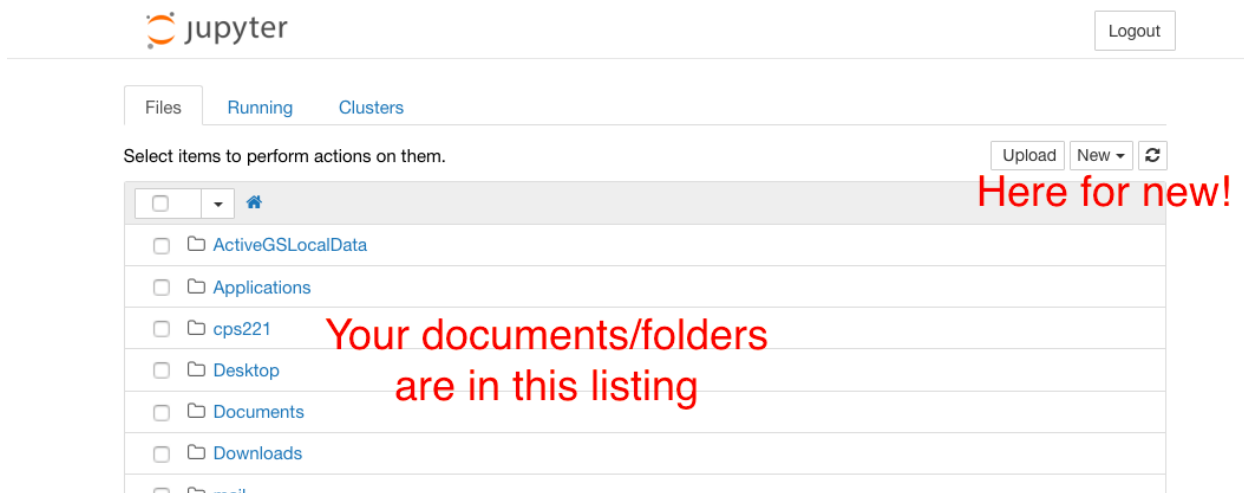 jupyter
Logout
Files Running Clusters
Select items to perform actions on them.
Upload New
Here for new!
ActiveGSLocalData
Applications
cps221
Your documents/folders
are in this listing
Desktop
Documents
Downloads